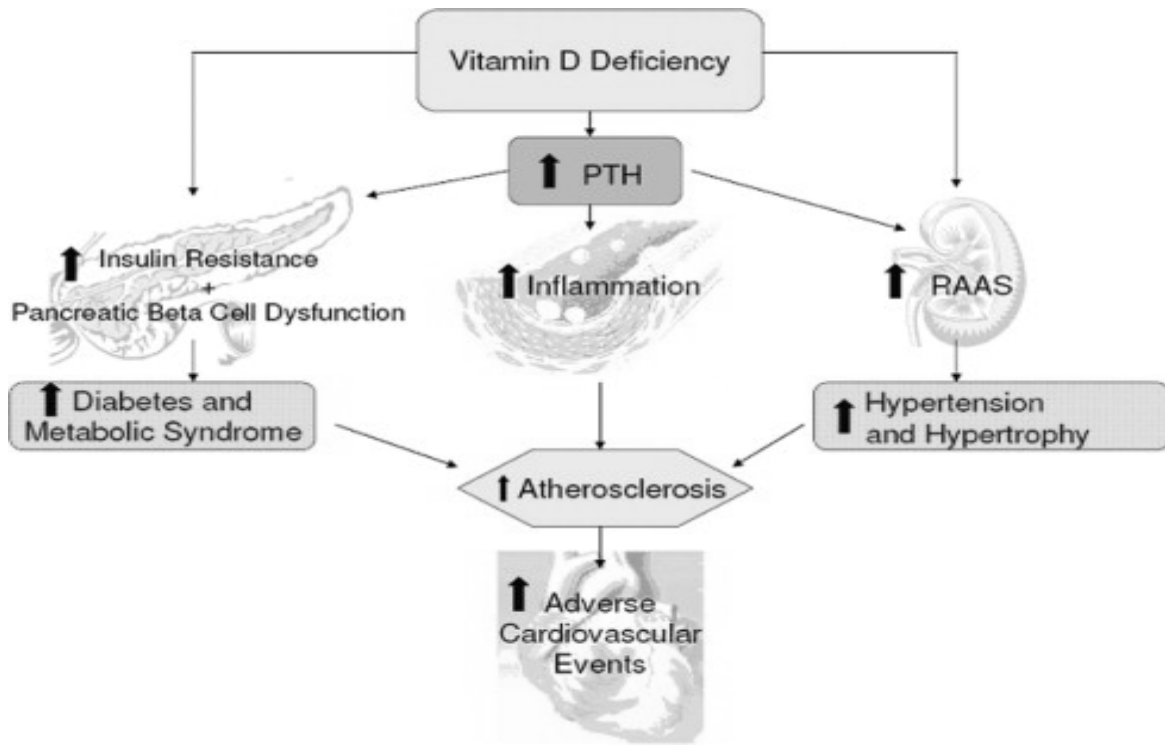 Vitamin D Deficiency
PTH
Insulin Resistance
+
Pancreatic Beta Cell Dysfunction
Inflammation
RAAS
Diabetes and
Metabolic Syndrome
Hypertension
and Hypertrophy
Atherosclerosis
Adverse
Cardiovascular
Events